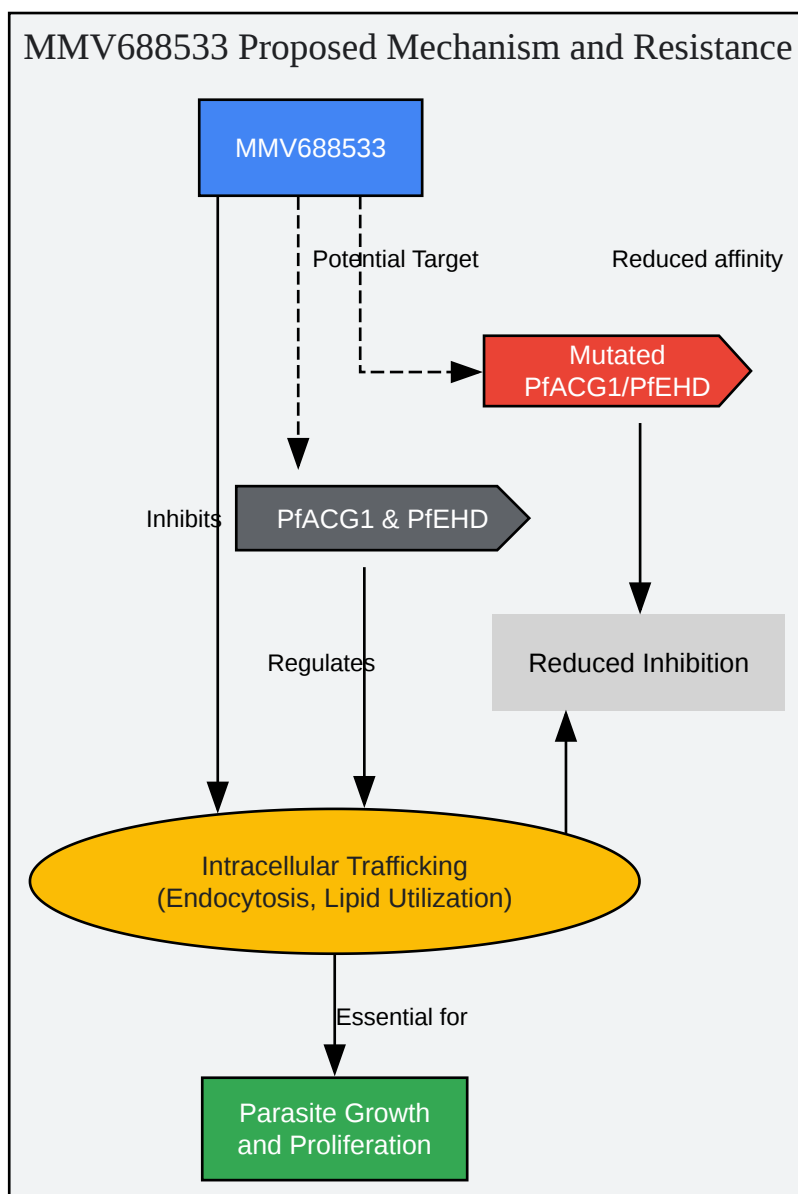 MMV688533 Proposed Mechanism and Resistance
MMV688533
Potential Target
Reduced affinity
Mutated
PfACG1/PfEHD
Inhibits
PfACG1 & PfEHD
Regulates
Reduced Inhibition
Intracellular Trafficking
(Endocytosis, Lipid Utilization)
Essential for
Parasite Growth
and Proliferation